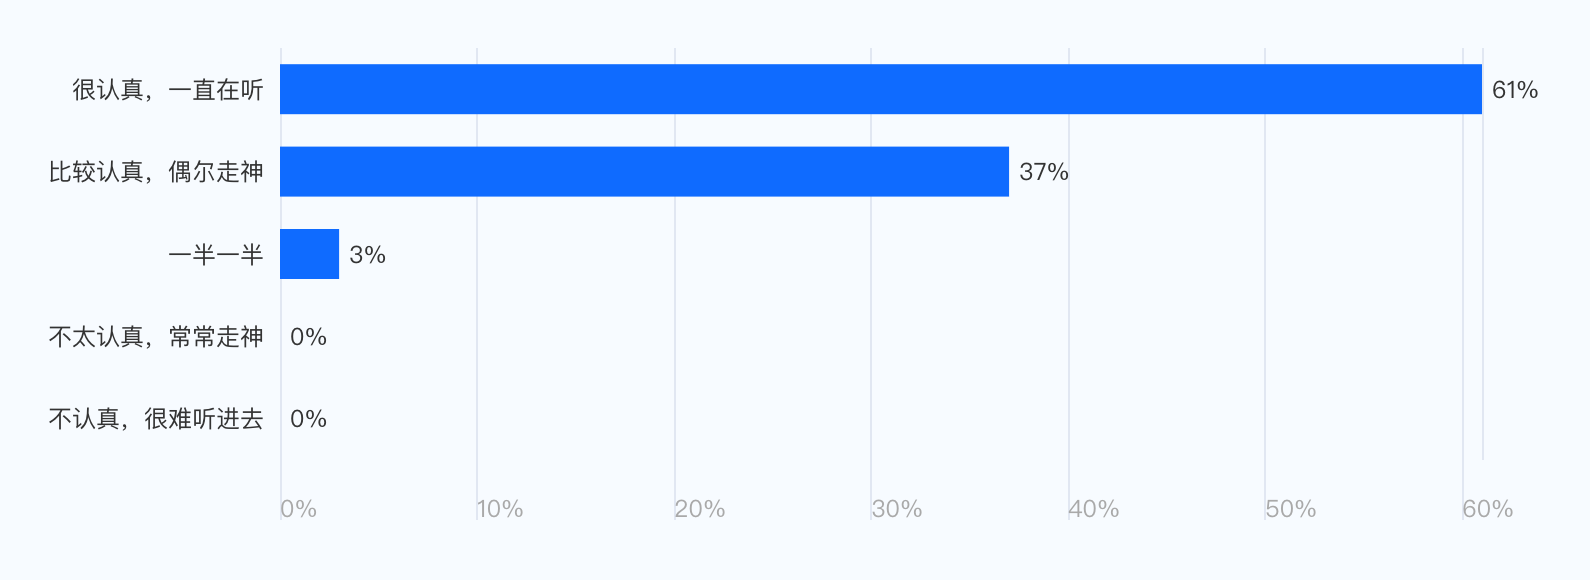 很认真，一直在听 61%
比较认真，偶尔走神 37%
一半一半 3%
不太认真，常常走神 0%
不认真，很难听进去 0%
0% 10% 20% 30% 40% 50% 60%